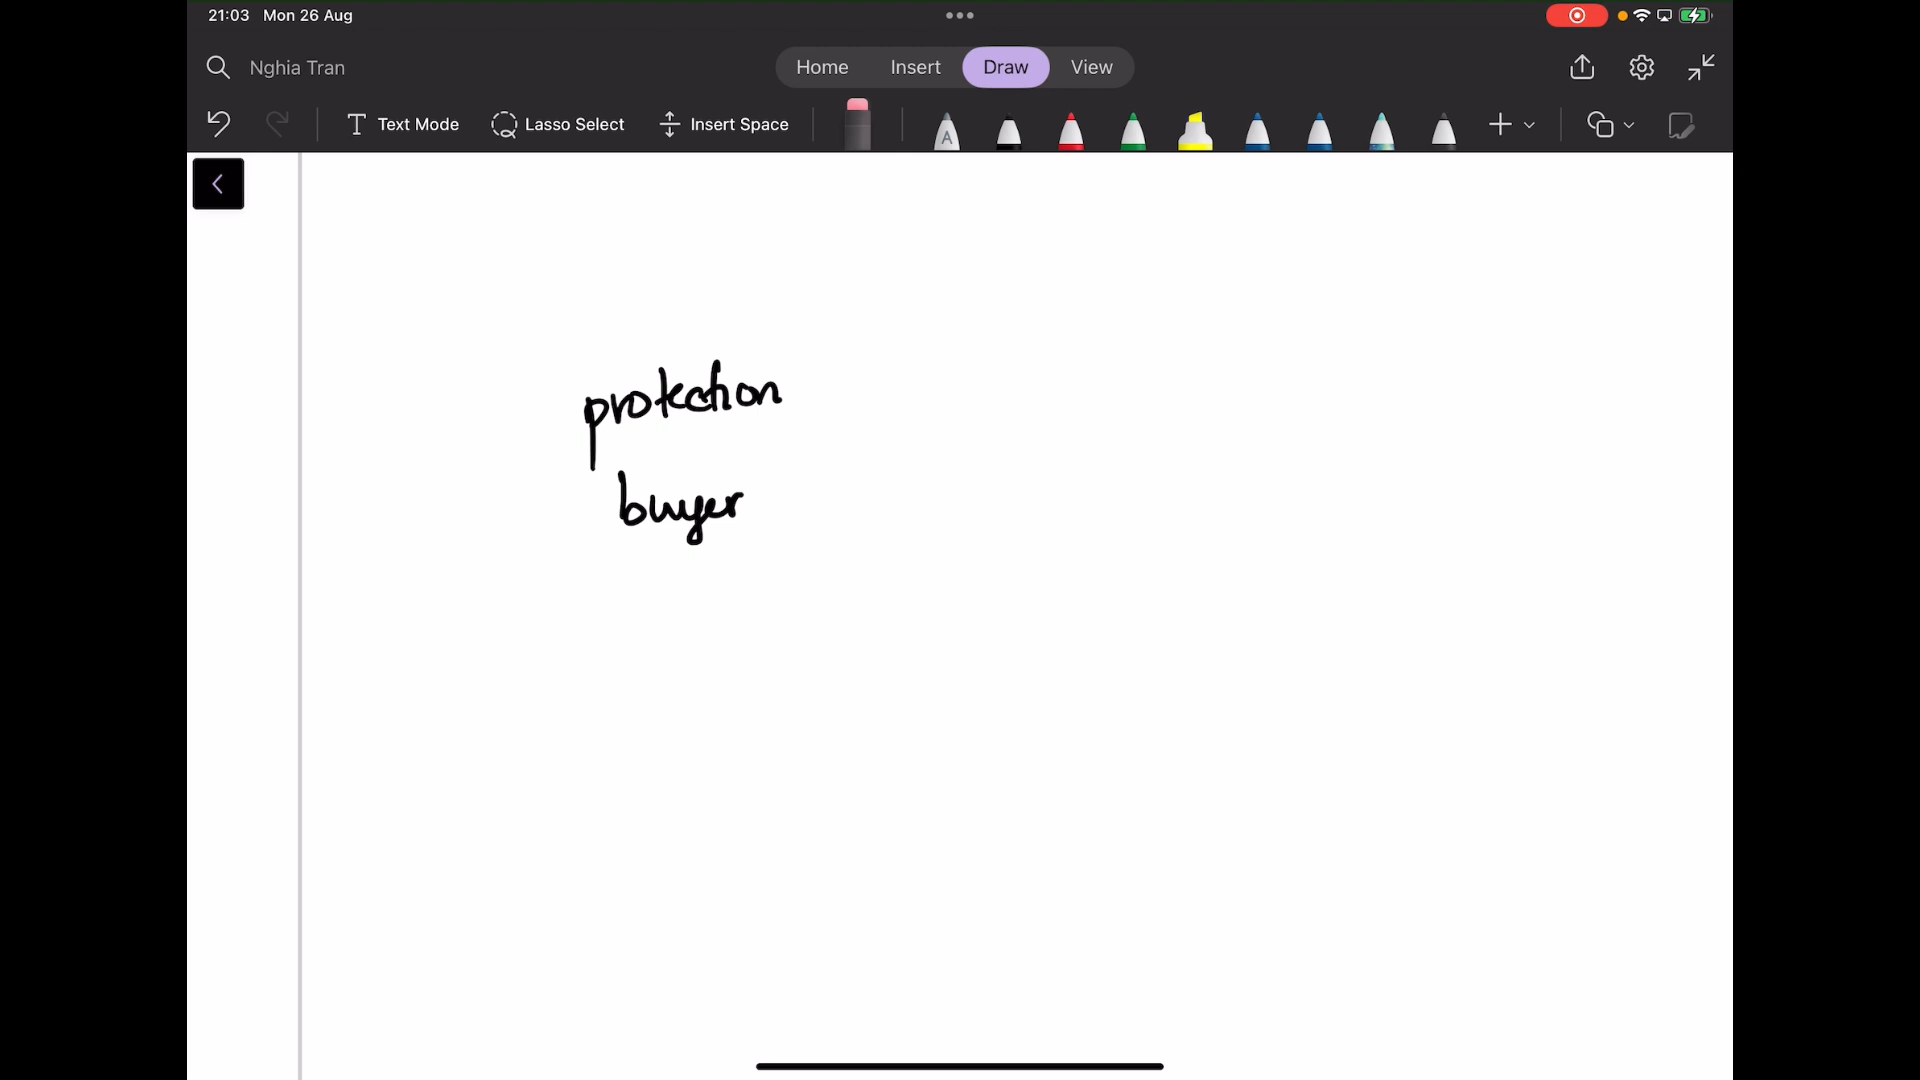 21:03 Mon 26 Aug
Nghia Tran
Home Insert Draw View
Text Mode Lasso Select Insert Space A
protection
buyer